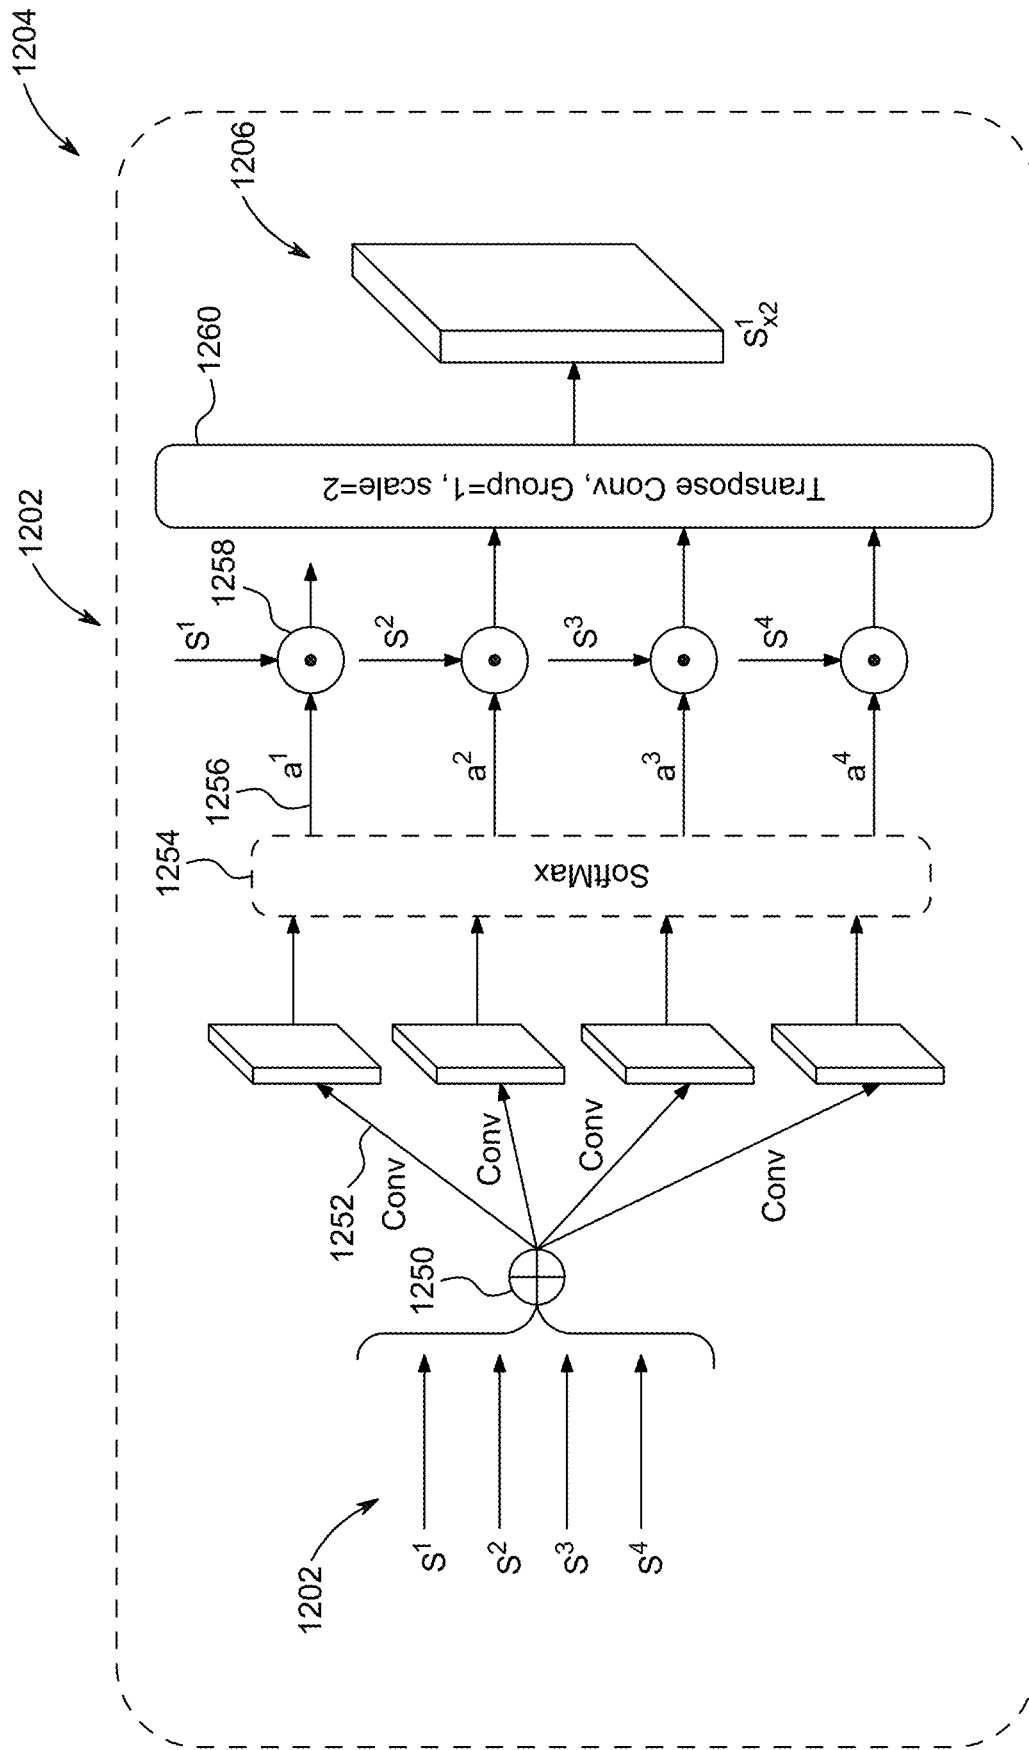 1204
1202
1206
1260
1258
1256
1254
1252
1250
1202
S¹
S²
S³
S⁴
Conv
Conv
Conv
Conv
SoftMax
a¹
a²
a³
a⁴
S¹
S²
S³
S⁴
Transpose Conv, Group=1, scale=2
S¹ₓ₂